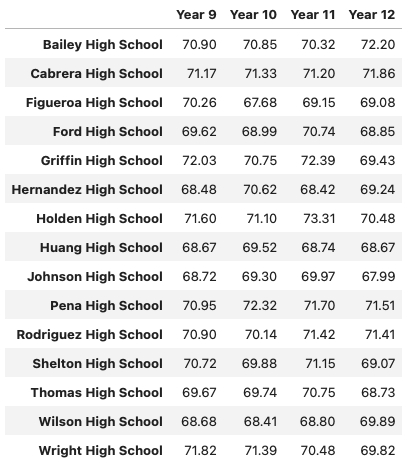 Year 9 Year 10 Year 11 Year 12
Bailey High School 70.90 70.85 70.32 72.20
Cabrera High School 71.17 71.33 71.20 71.86
Figueroa High School 70.26 67.68 69.15 69.08
Ford High School 69.62 68.99 70.74 68.85
Griffin High School 72.03 70.75 72.39 69.43
Hernandez High School 68.48 70.62 68.42 69.24
Holden High School 71.60 71.10 73.31 70.48
Huang High School 68.67 69.52 68.74 68.67
Johnson High School 68.72 69.30 69.97 67.99
Pena High School 70.95 72.32 71.70 71.51
Rodriguez High School 70.90 70.14 71.42 71.41
Shelton High School 70.72 69.88 71.15 69.07
Thomas High School 69.67 69.74 70.75 68.73
Wilson High School 68.68 68.41 68.80 69.89
Wright High School 71.82 71.39 70.48 69.82